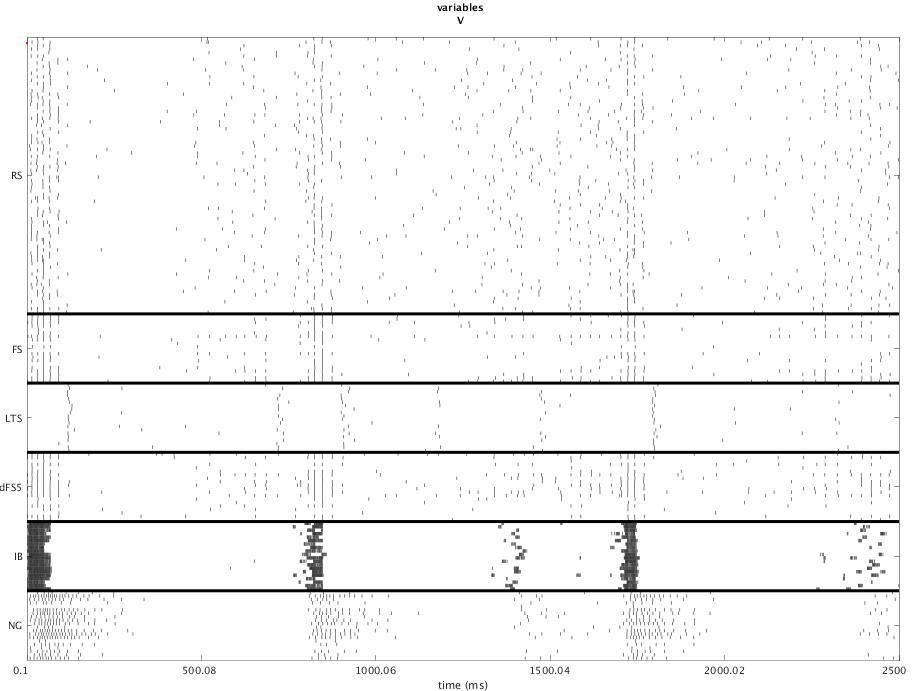 variables
V
RS
FS
LTS
dFS5
IB
NG
0.1
500.08
1000.06
1500.04
2000.02
2500
time (ms)